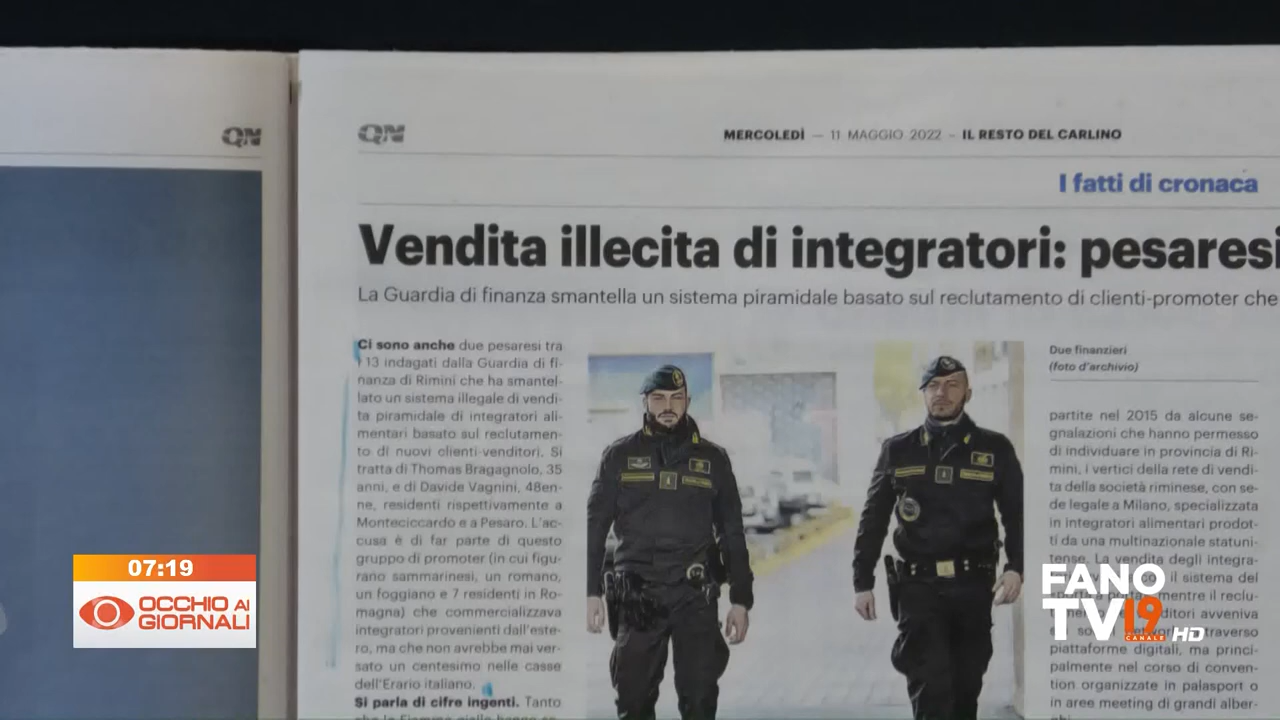 QN
QN
MERCOLEDÌ — 11 MAGGIO 2022 – IL RESTO DEL CARLINO
I fatti di cronaca
Vendita illecita di integratori: pesaresi
La Guardia di finanza smantella un sistema piramidale basato sul reclutamento di clienti-promoter che
Ci sono anche due pesaresi tra
i 13 indagati dalla Guardia di fi-
nanza di Rimini che ha smantel-
lato un sistema illegale di vendi-
ta piramidale di integratori ali-
mentari basato sul reclutamen-
to di nuovi clienti-venditori. Si
tratta di Thomas Bragagnolo, 35
anni, e di Davide Vagnini, 48en-
ne, residenti rispettivamente a
Monteciccardo e a Pesaro. L'ac-
cusa è di far parte di questo
gruppo di promoter (in cui figu-
rano sammarinesi, un romano,
un foggiano e 7 residenti in Ro-
magna) che commercializzava
integratori provenienti dall'este-
ro, ma che non avrebbe mai ver-
sato un centesimo nelle casse
dell'Erario italiano.
Si parla di cifre ingenti. Tanto
Due finanzieri
(foto d'archivio)
partite nel 2015 da alcune se-
gnalazioni che hanno permesso
di individuare in provincia di Ri-
mini, i vertici della rete di vendi-
ta della società riminese, con se-
de legale a Milano, specializzata
in integratori alimentari prodot-
ti da una multinazionale statuni-
tense. La vendita degli integra-
il sistema del
mentre il reclu-
ditori avveniva
traverso
piattaforme digitali, ma princi-
palmente nel corso di conven-
tion organizzate in palasport o
in aree meeting di grandi alber-
07:19
OCCHIO AI
GIORNALI
FANO
TV19
CANALE HD